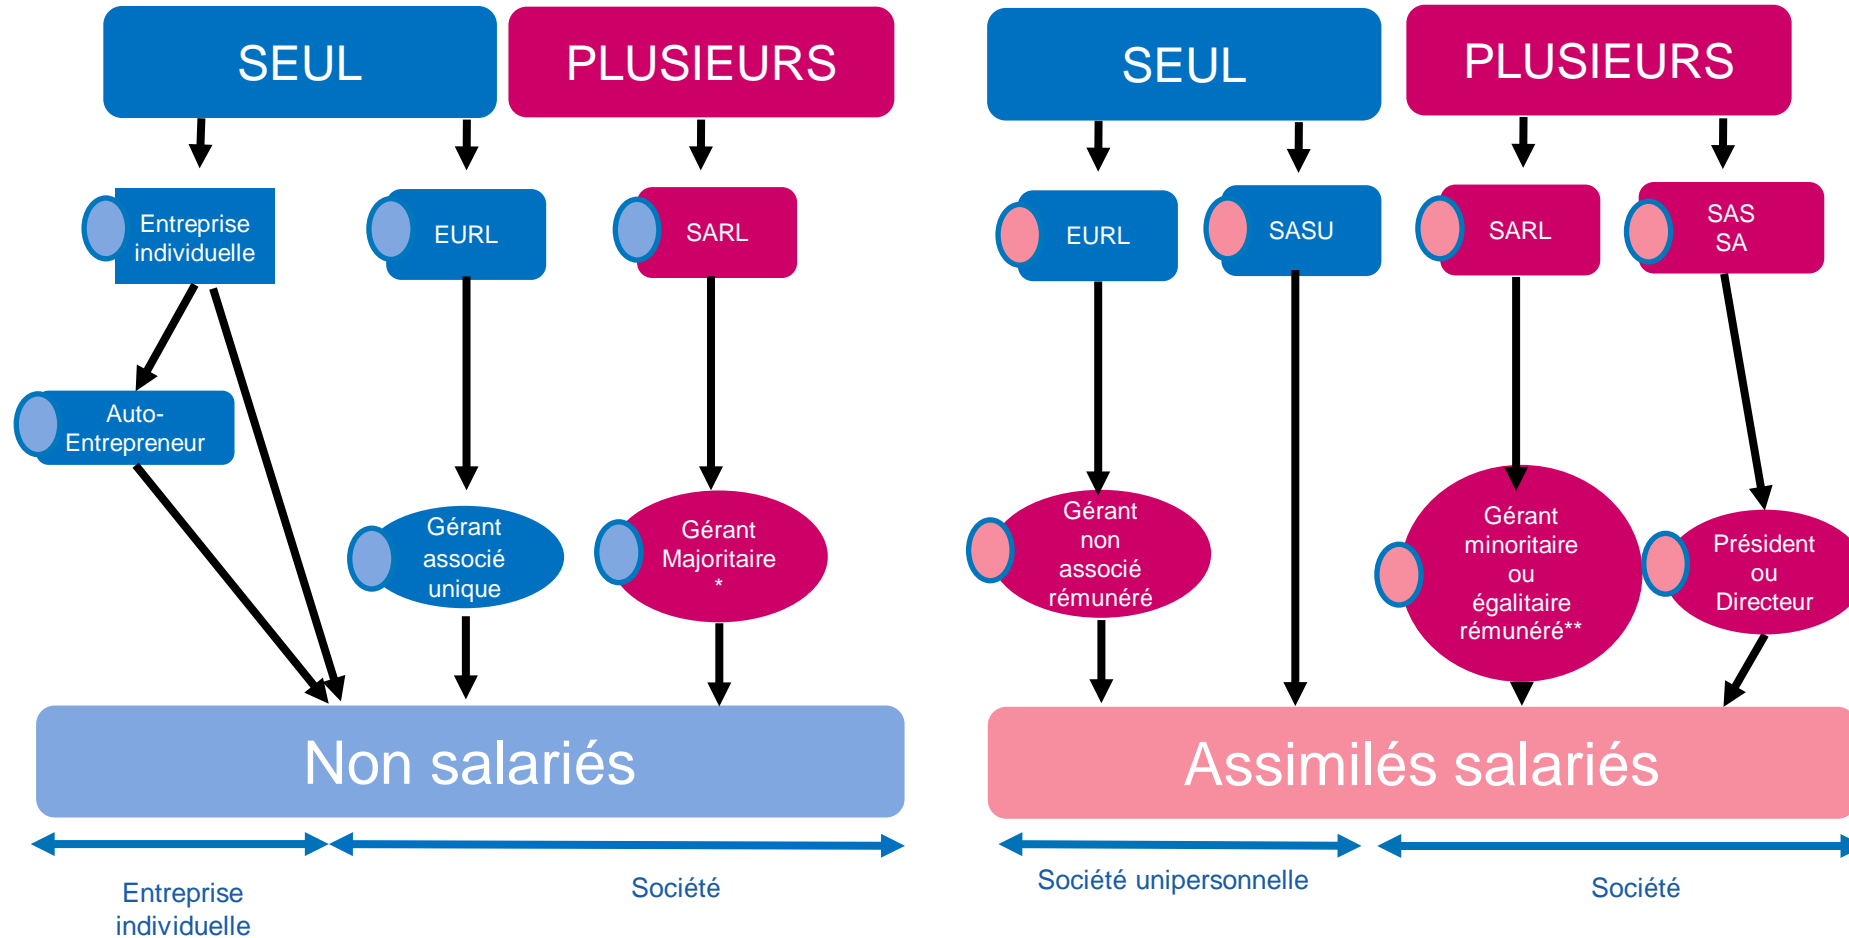 SEUL
PLUSIEURS
SEUL
PLUSIEURS
Entreprise
individuelle
EURL
SARL
EURL
SASU
SARL
SAS
SA
Auto-
Entrepreneur
Gérant
associé
unique
Gérant
Majoritaire
*
Gérant
non
associé
rémunéré
Gérant
minoritaire
ou
égalitaire
rémunéré**
Président
ou
Directeur
Non salariés
Assimilés salariés
Entreprise
individuelle
Société
Société unipersonnelle
Société